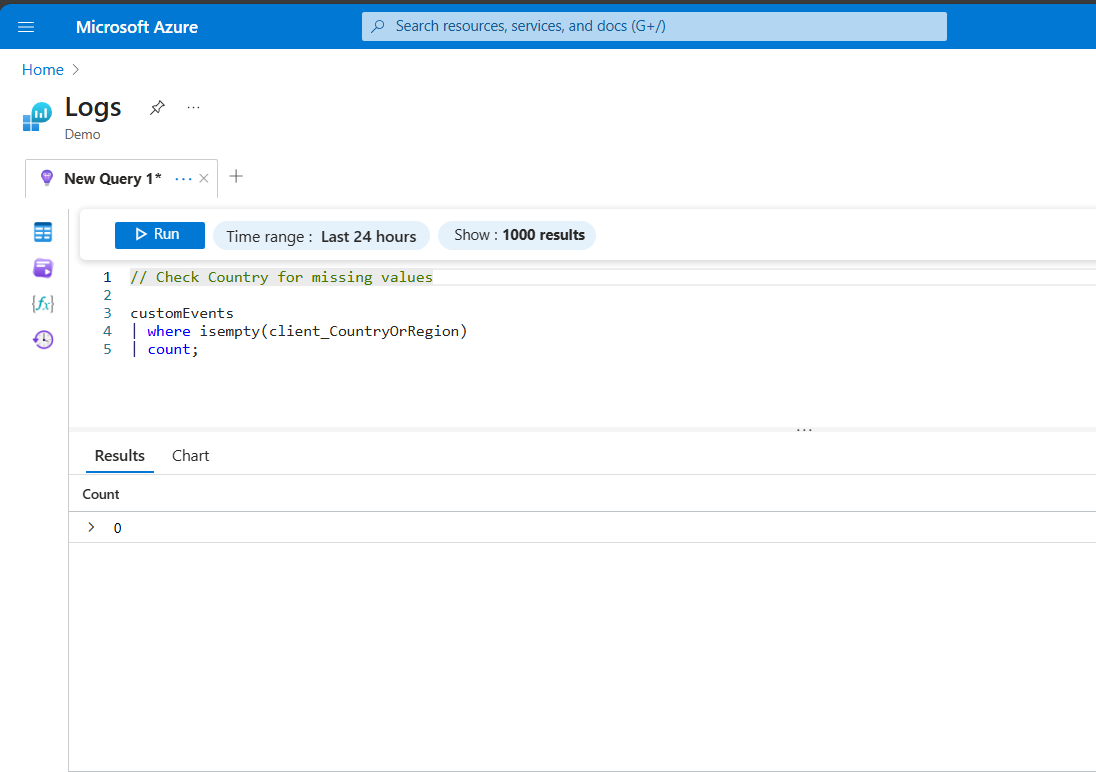 Microsoft Azure
Search resources, services, and docs (G+/)
Home
Logs
Demo
New Query 1*
Run
Time range : Last 24 hours
Show : 1000 results
1 // Check Country for missing values
2
3 customEvents
4 | where isempty(client_CountryOrRegion)
5 | count;
Results Chart
Count
0